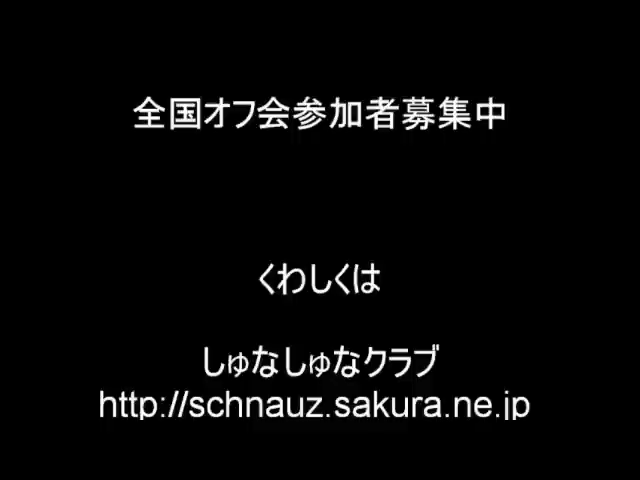 全国オフ会参加者募集中
くわしくは
しゅなしゅなクラブ
http://schnauz.sakura.ne.jp